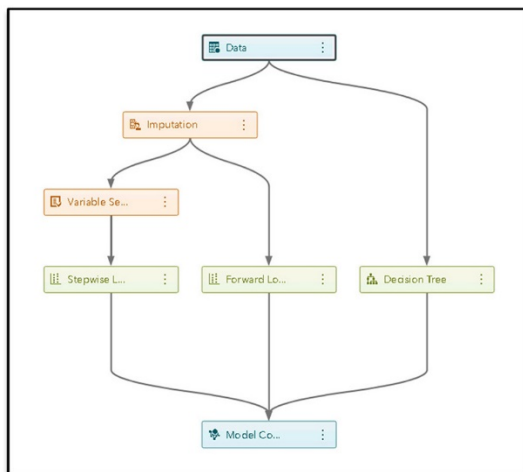 Data
Imputation
Variable Se...
Stepwise L...
Forward Lo...
Decision Tree
Model Co...